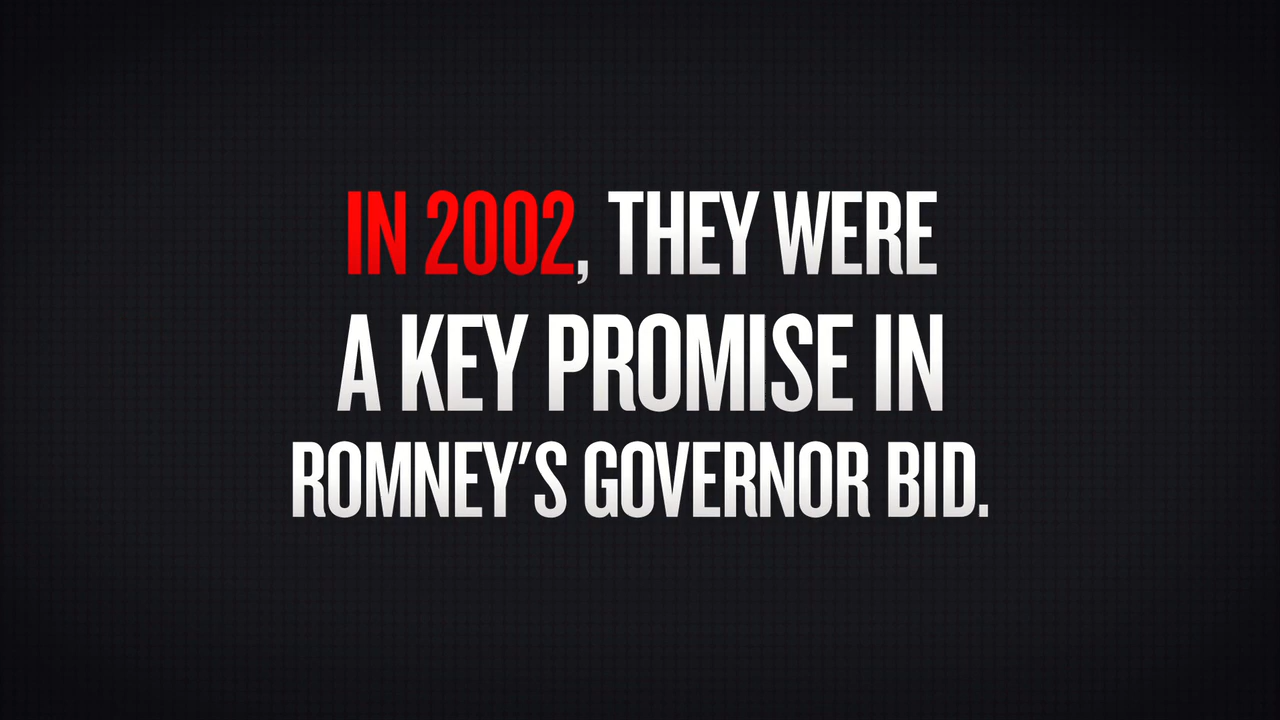 IN 2002, THEY WERE
A KEY PROMISE IN
ROMNEY'S GOVERNOR BID.